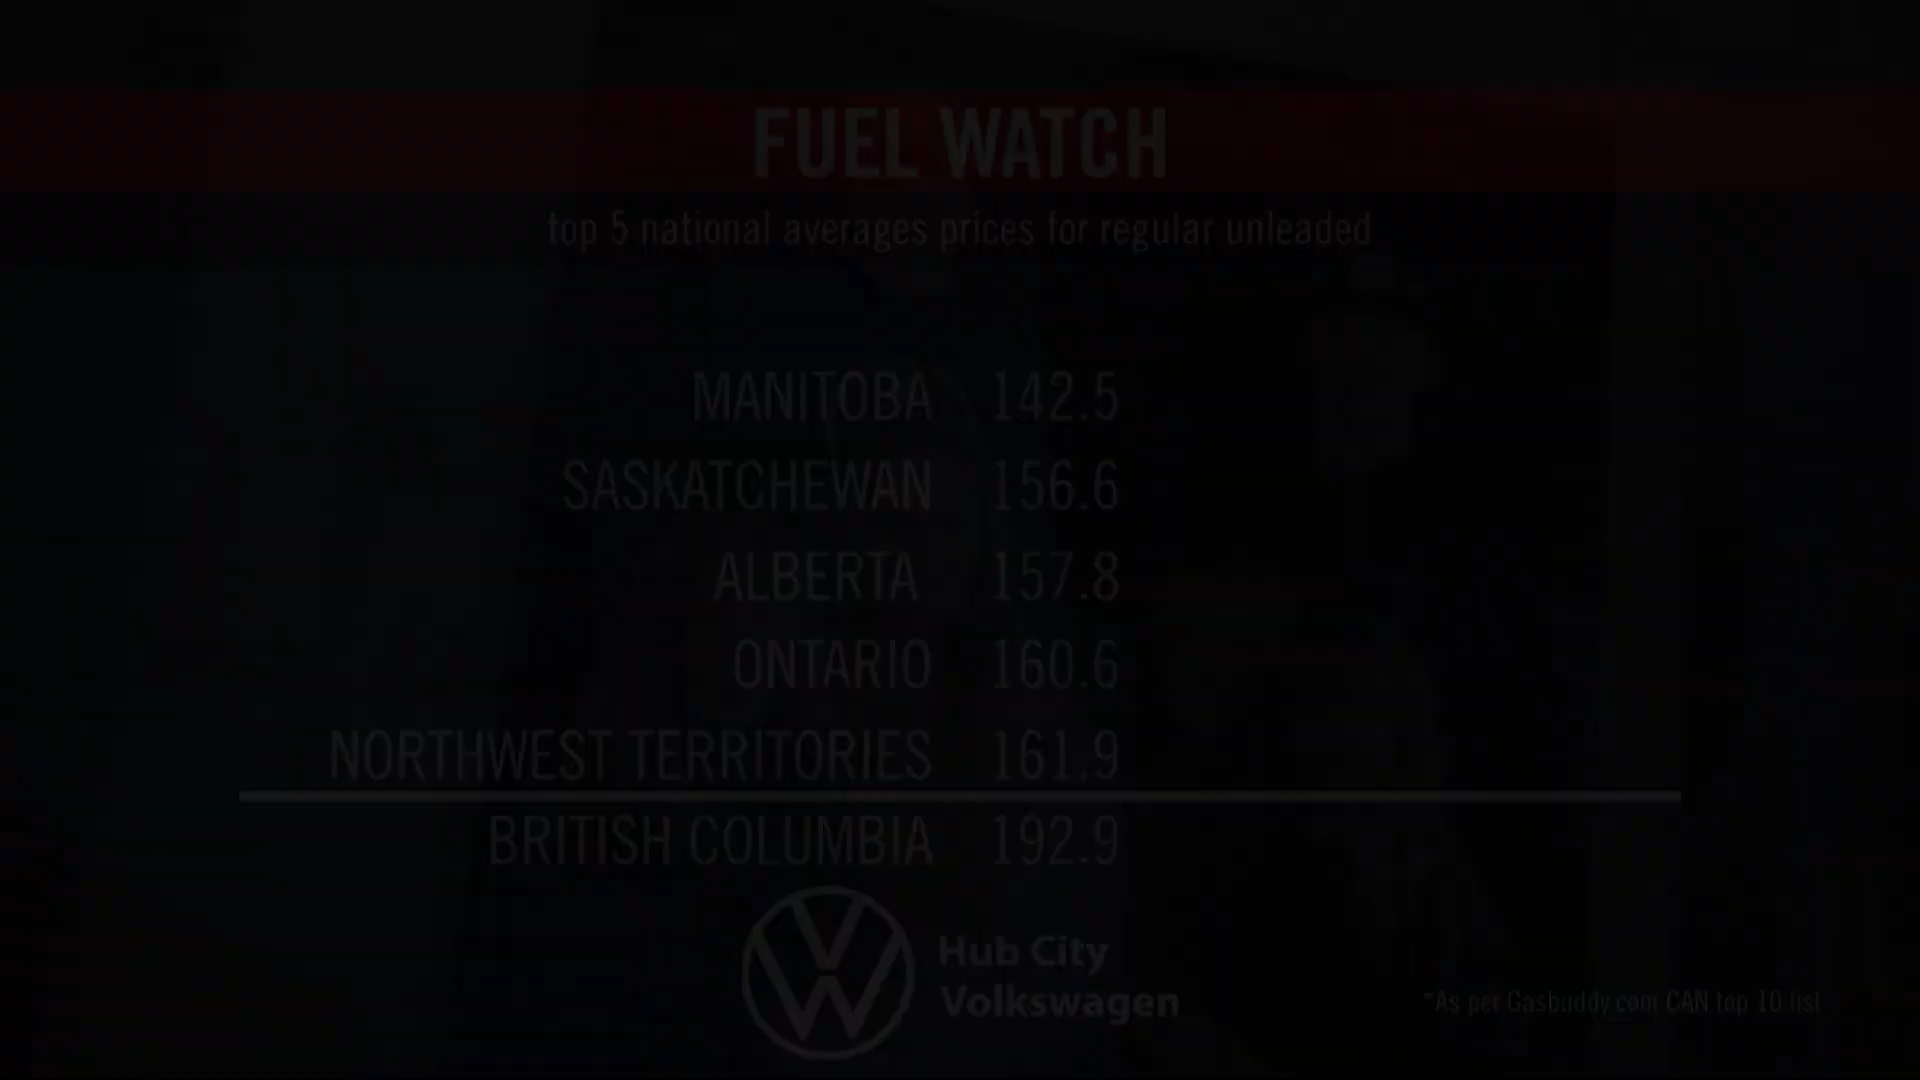 FUEL WATCH
top 5 national averages prices for regular unleaded
MANITOBA 142.5
SASKATCHEWAN 156.6
ALBERTA 157.8
ONTARIO 160.6
NORTHWEST TERRITORIES 161.9
BRITISH COLUMBIA 192.9
Hub City
Volkswagen
*As per Gasbuddy.com CAN top 10 list